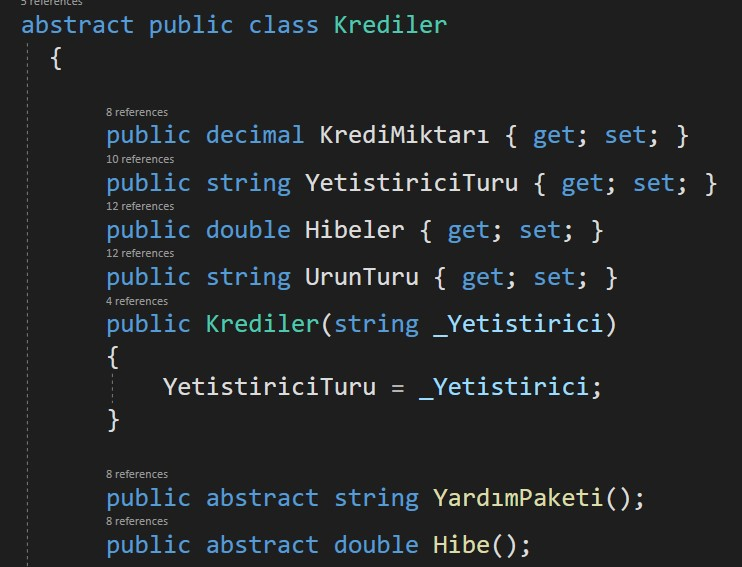 5 references
abstract public class Krediler
{
8 references
public decimal KrediMiktarı { get; set; }
10 references
public string YetistiriciTuru { get; set; }
12 references
public double Hibeler { get; set; }
12 references
public string UrunTuru { get; set; }
4 references
public Krediler(string _Yetistirici)
{
YetistiriciTuru = _Yetistirici;
}
8 references
public abstract string YardımPaketi();
8 references
public abstract double Hibe();